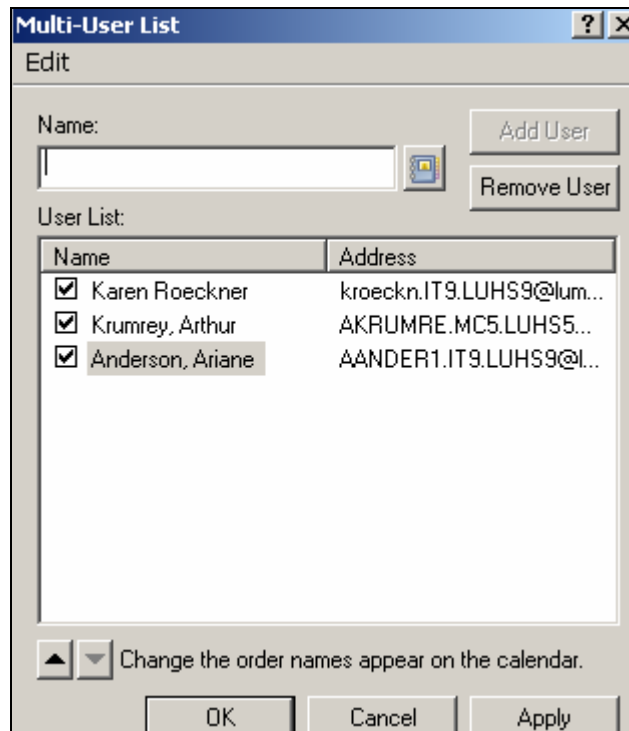 Multi-User List
Edit
Name:
Add User
Remove User
User List:
Name Address
Karen Roeckner kroeckn.IT9.LUHS9@lum...
Krumrey, Arthur AKRUMRE.MC5.LUHS5...
Anderson, Ariane AANDER1.IT9.LUHS9@l...
Change the order names appear on the calendar.
OK Cancel Apply